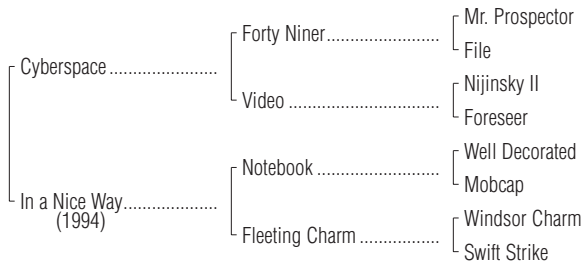 Mr. Prospector
Forty Niner
File
Cyberspace
Nijinsky II
Video
Foreseer
Well Decorated
Notebook
Mobcap
In a Nice Way
(1994)
Windsor Charm
Fleeting Charm
Swift Strike